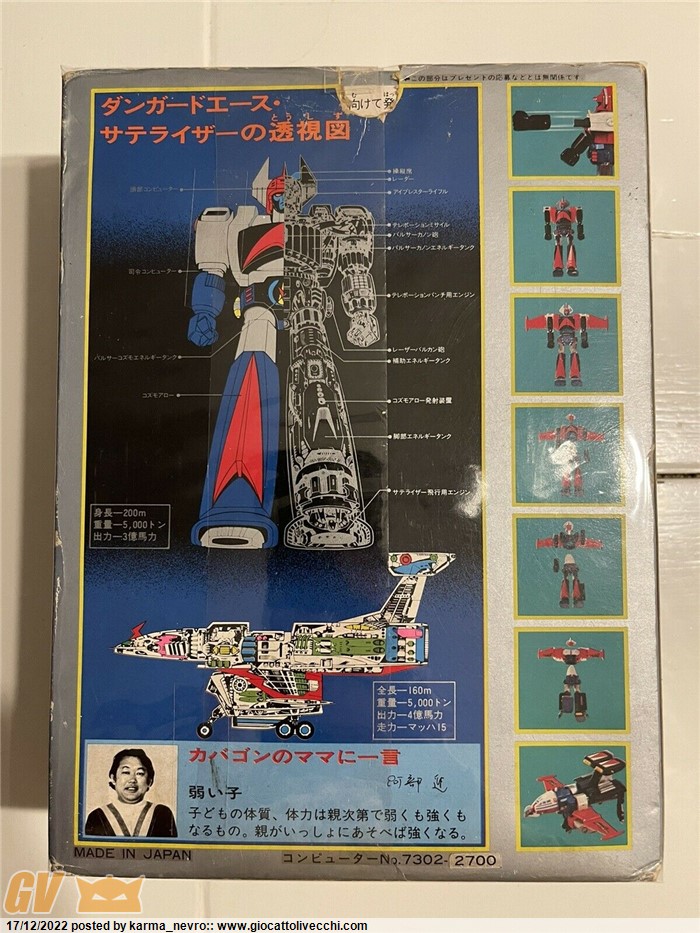 この部分はプレゼントの応募などとは無関係です
む はっ
向けて発
ダンガードエース・
とうしず
サテライザーの透視図
操縦席
レーダー
アイブレスターライフル
頭部コンピューター
テレポーションミサイル
パルサーカノン砲
パルサーカノンエネルギータンク
司令コンピューター
テレポーションパンチ用エンジン
レーザーバルカン砲
補助エネルギータンク
パルサーコズモエネルギータンク
コズモアロー
コズモアロー発射装置
脚部エネルギータンク
サテライザー飛行用エンジン
身長—200m
重量—5,000トン
出力—3億馬力
全長—160m
重量—5,000トン
出力—4億馬力
走力—マッハ15
カバゴンのママに一言
阿部 進
弱い子
子どもの体質、体力は親次第で弱くも強くも
なるもの。親がいっしょにあそべば強くなる。
MADE IN JAPAN
コンピューターNo.7302-2700
GV
17/12/2022 posted by karma_nevro:: www.giocattolivecchi.com